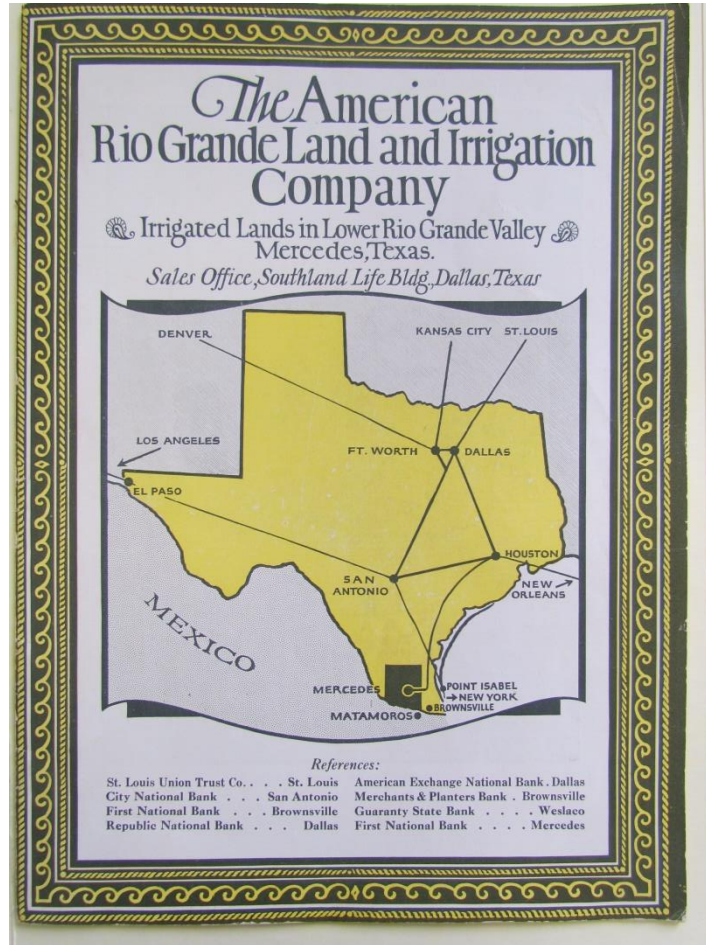 The American
Rio Grande Land and Irrigation
Company
Irrigated Lands in Lower Rio Grande Valley
Mercedes, Texas.
Sales Office, Southland Life Bldg., Dallas, Texas
DENVER
KANSAS CITY
ST. LOUIS
LOS ANGELES
FT. WORTH
DALLAS
EL PASO
HOUSTON
SAN
ANTONIO
NEW
ORLEANS
MEXICO
MERCEDES
POINT ISABEL
→NEW YORK
BROWNSVILLE
MATAMOROS
References:
St. Louis Union Trust Co. . . . St. Louis
City National Bank . . . San Antonio
First National Bank . . . Brownsville
Republic National Bank . . . Dallas
American Exchange National Bank . Dallas
Merchants & Planters Bank . Brownsville
Guaranty State Bank . . . . Weslaco
First National Bank . . . . Mercedes